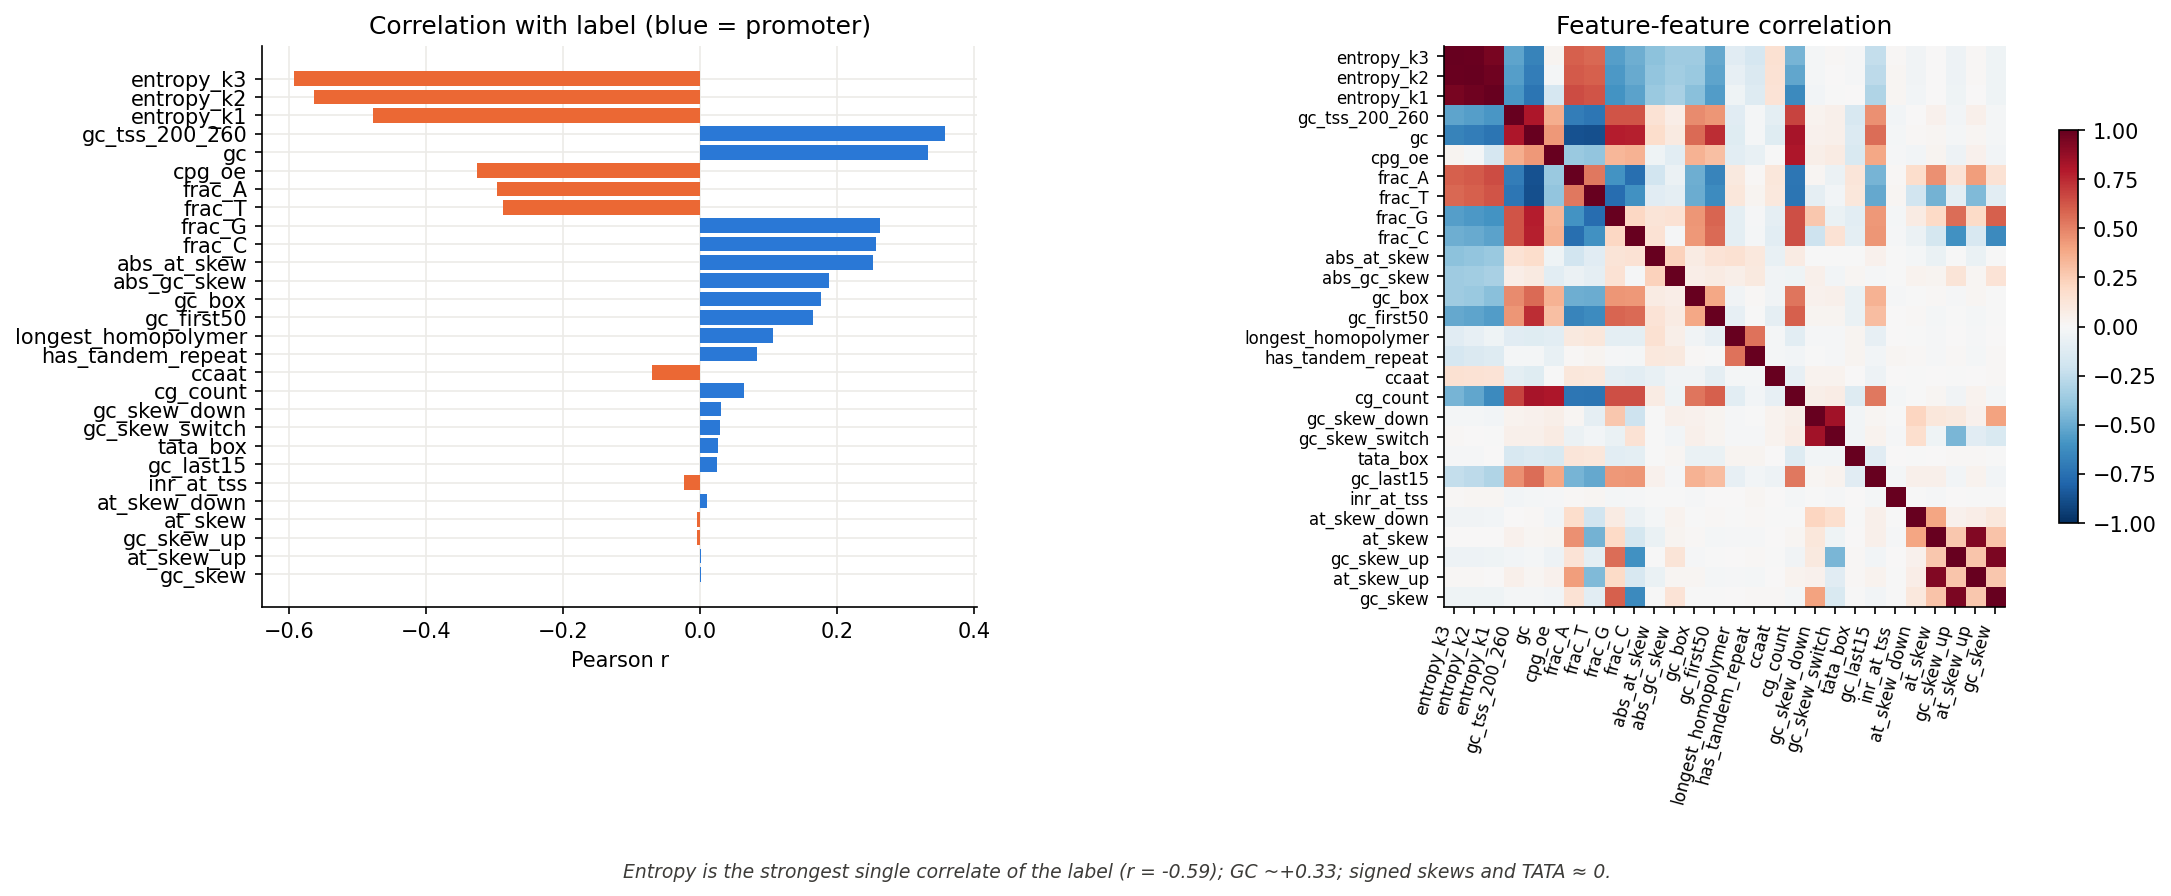 Correlation with label (blue = promoter)
entropy_k3
entropy_k2
entropy_k1
gc_tss_200_260
gc
cpg_oe
frac_A
frac_T
frac_G
frac_C
abs_at_skew
abs_gc_skew
gc_box
gc_first50
longest_homopolymer
has_tandem_repeat
ccaat
cg_count
gc_skew_down
gc_skew_switch
tata_box
gc_last15
inr_at_tss
at_skew_down
at_skew
gc_skew_up
at_skew_up
gc_skew
−0.6 −0.4 −0.2 0.0 0.2 0.4
Pearson r
Feature-feature correlation
entropy_k3
entropy_k2
entropy_k1
gc_tss_200_260
gc
cpg_oe
frac_A
frac_T
frac_G
frac_C
abs_at_skew
abs_gc_skew
gc_box
gc_first50
longest_homopolymer
has_tandem_repeat
ccaat
cg_count
gc_skew_down
gc_skew_switch
tata_box
gc_last15
inr_at_tss
at_skew_down
at_skew
gc_skew_up
at_skew_up
gc_skew
entropy_k3
entropy_k2
entropy_k1
gc_tss_200_260
gc
cpg_oe
frac_A
frac_T
frac_G
frac_C
abs_at_skew
abs_gc_skew
gc_box
gc_first50
longest_homopolymer
has_tandem_repeat
ccaat
cg_count
gc_skew_down
gc_skew_switch
tata_box
gc_last15
inr_at_tss
at_skew_down
at_skew
gc_skew_up
at_skew_up
gc_skew
1.00
0.75
0.50
0.25
0.00
−0.25
−0.50
−0.75
−1.00
Entropy is the strongest single correlate of the label (r = -0.59); GC ~+0.33; signed skews and TATA ≈ 0.